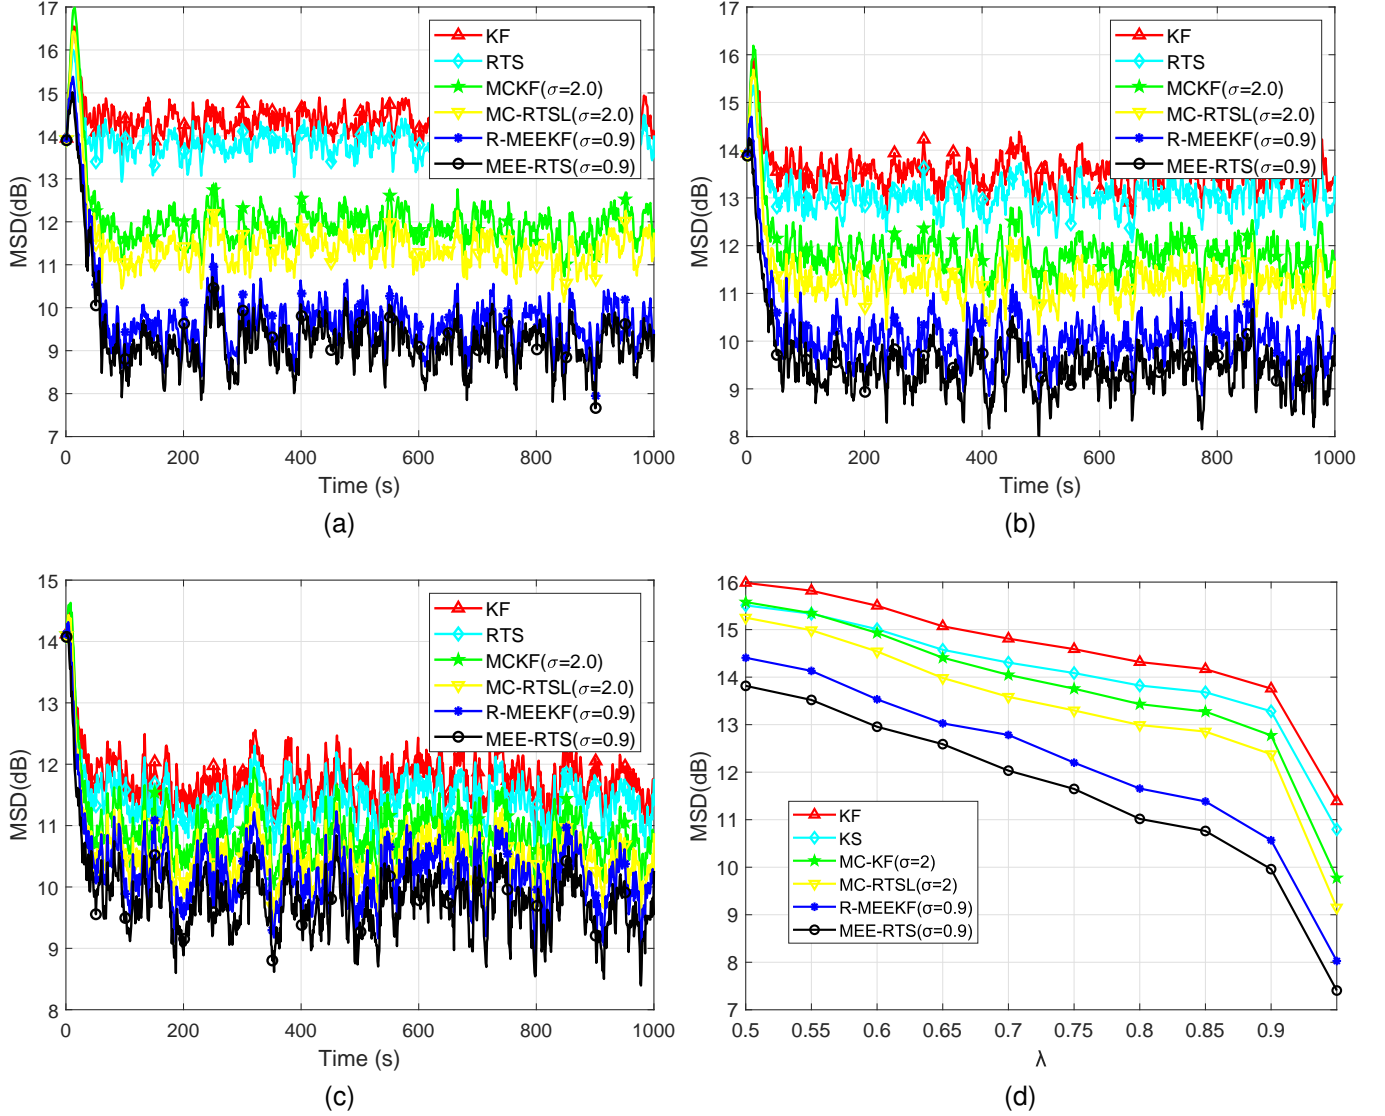 17
16
15
14
13
12
11
10
9
8
7
MSD(dB)
0 200 400 600 800 1000
Time (s)
KF
RTS
MCKF(σ=2.0)
MC-RTSL(σ=2.0)
R-MEEKF(σ=0.9)
MEE-RTS(σ=0.9)
(a)
17
16
15
14
13
12
11
10
9
8
MSD(dB)
0 200 400 600 800 1000
Time (s)
KF
RTS
MCKF(σ=2.0)
MC-RTSL(σ=2.0)
R-MEEKF(σ=0.9)
MEE-RTS(σ=0.9)
(b)
15
14
13
12
11
10
9
8
MSD(dB)
0 200 400 600 800 1000
Time (s)
KF
RTS
MCKF(σ=2.0)
MC-RTSL(σ=2.0)
R-MEEKF(σ=0.9)
MEE-RTS(σ=0.9)
(c)
16
15
14
13
12
11
10
9
8
7
MSD(dB)
0.5 0.55 0.6 0.65 0.7 0.75 0.8 0.85 0.9
λ
KF
KS
MC-KF(σ=2)
MC-RTSL(σ=2)
R-MEEKF(σ=0.9)
MEE-RTS(σ=0.9)
(d)